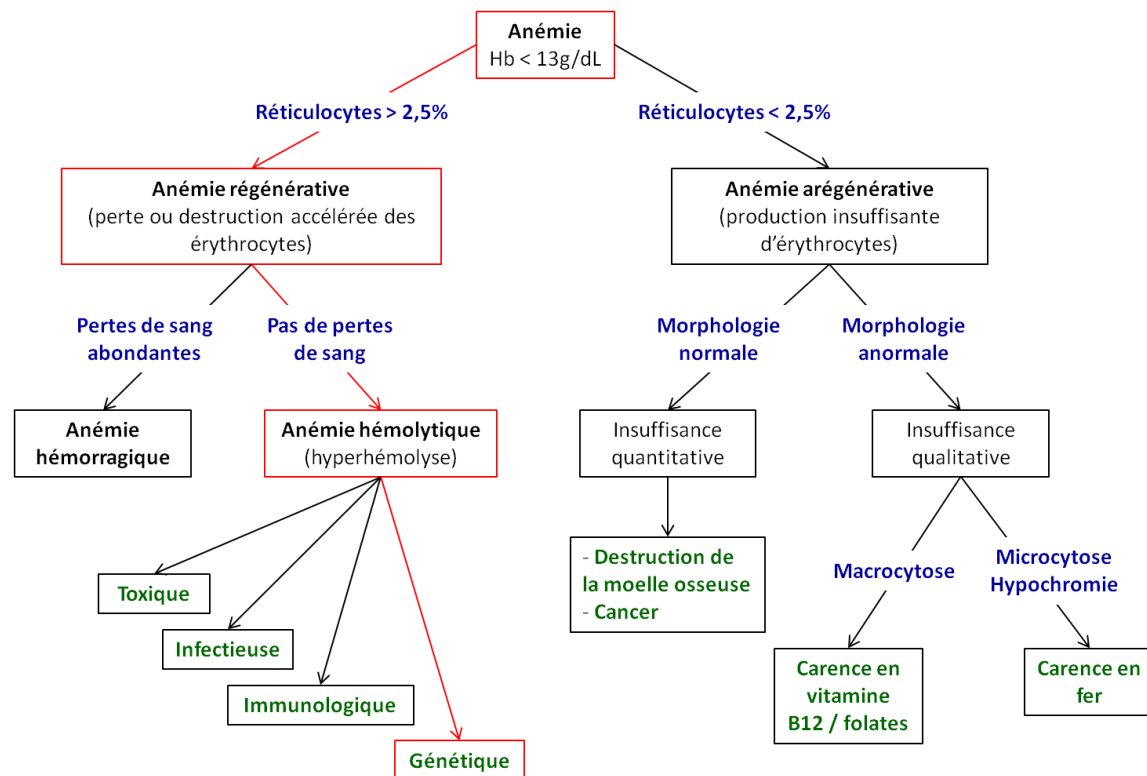 Anémie
Hb < 13g/dL
Réticulocytes > 2,5%
Réticulocytes < 2,5%
Anémie régénérative
(perte ou destruction accélérée des
érythrocytes)
Anémie arégénérative
(production insuffisante
d'érythrocytes)
Pertes de sang
abondantes
Pas de pertes
de sang
Morphologie
normale
Morphologie
anormale
Anémie
hémorragique
Anémie hémolytique
(hyperhémolyse)
Insuffisance
quantitative
Insuffisance
qualitative
- Destruction de
la moelle osseuse
- Cancer
Macrocytose
Microcytose
Hypochromie
Toxique
Infectieuse
Immunologique
Génétique
Carence en
vitamine
B12 / folates
Carence en
fer